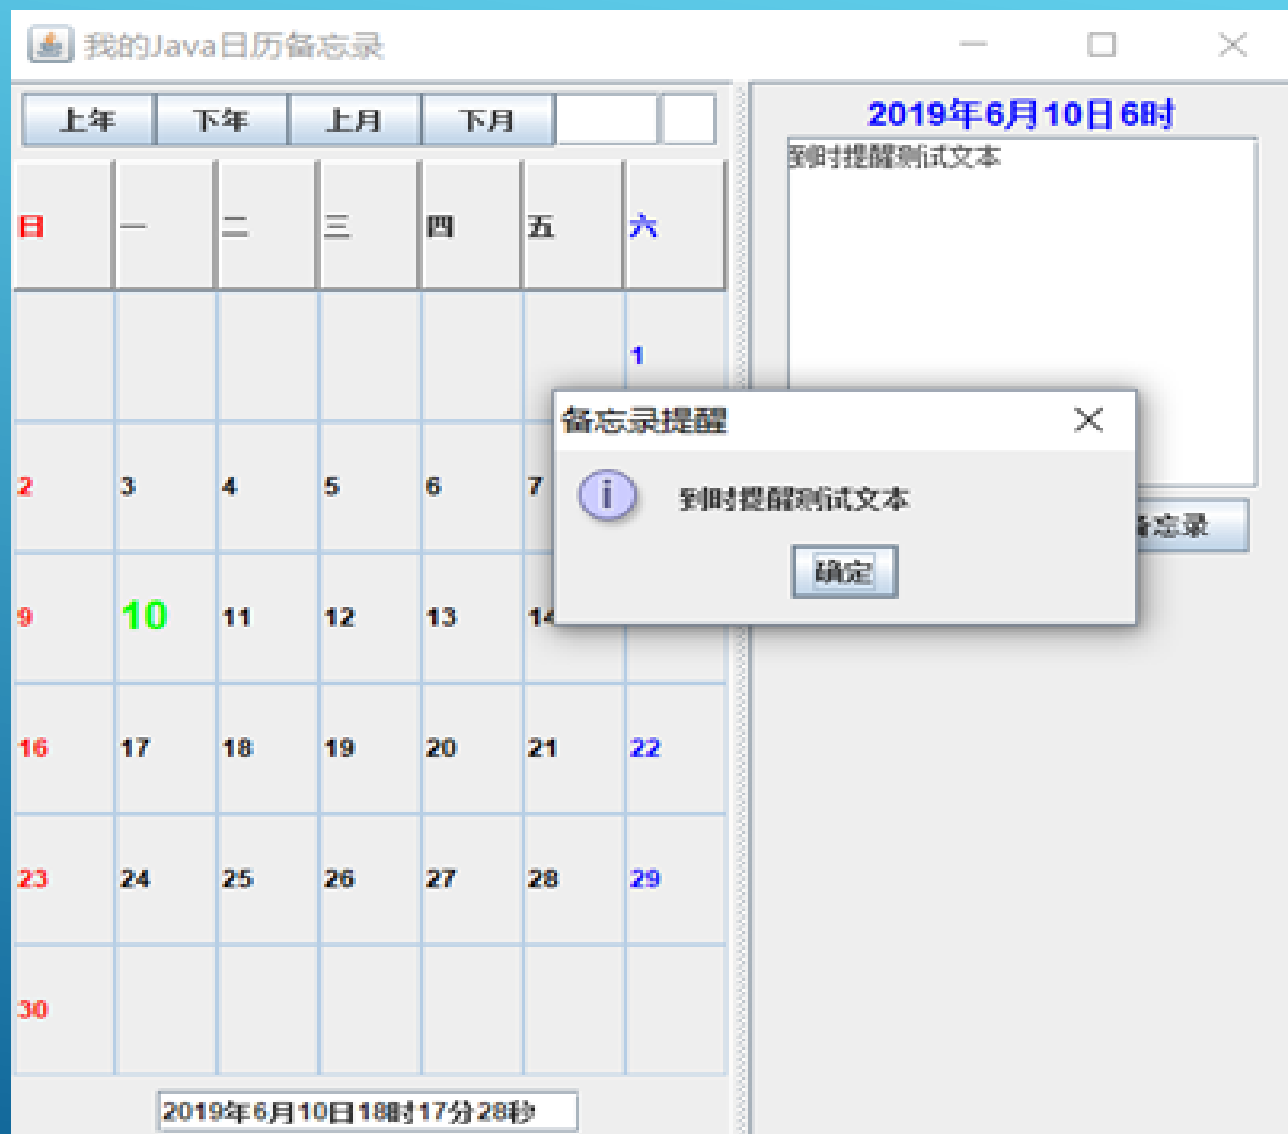 我的Java日历备忘录
上年 下年 上月 下月
2019年6月10日6时
到时提醒测试文本
日 一 二 三 四 五 六
1
备忘录提醒
到时提醒测试文本
确定
备忘录
2 3 4 5 6 7
9 10 11 12 13 14
16 17 18 19 20 21 22
23 24 25 26 27 28 29
30
2019年6月10日18时17分28秒